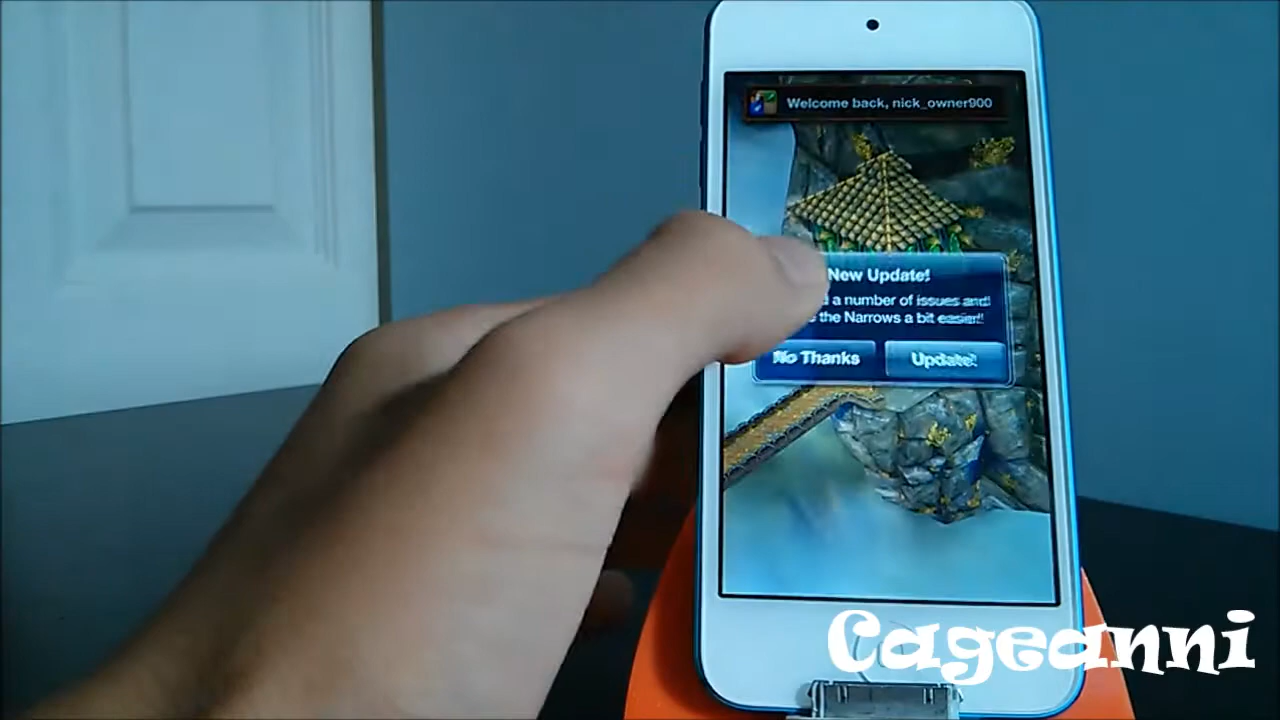 Welcome back, nick_owner900
New Update!
a number of issues and
the Narrows a bit easier!
No Thanks
Update!
Cageanni